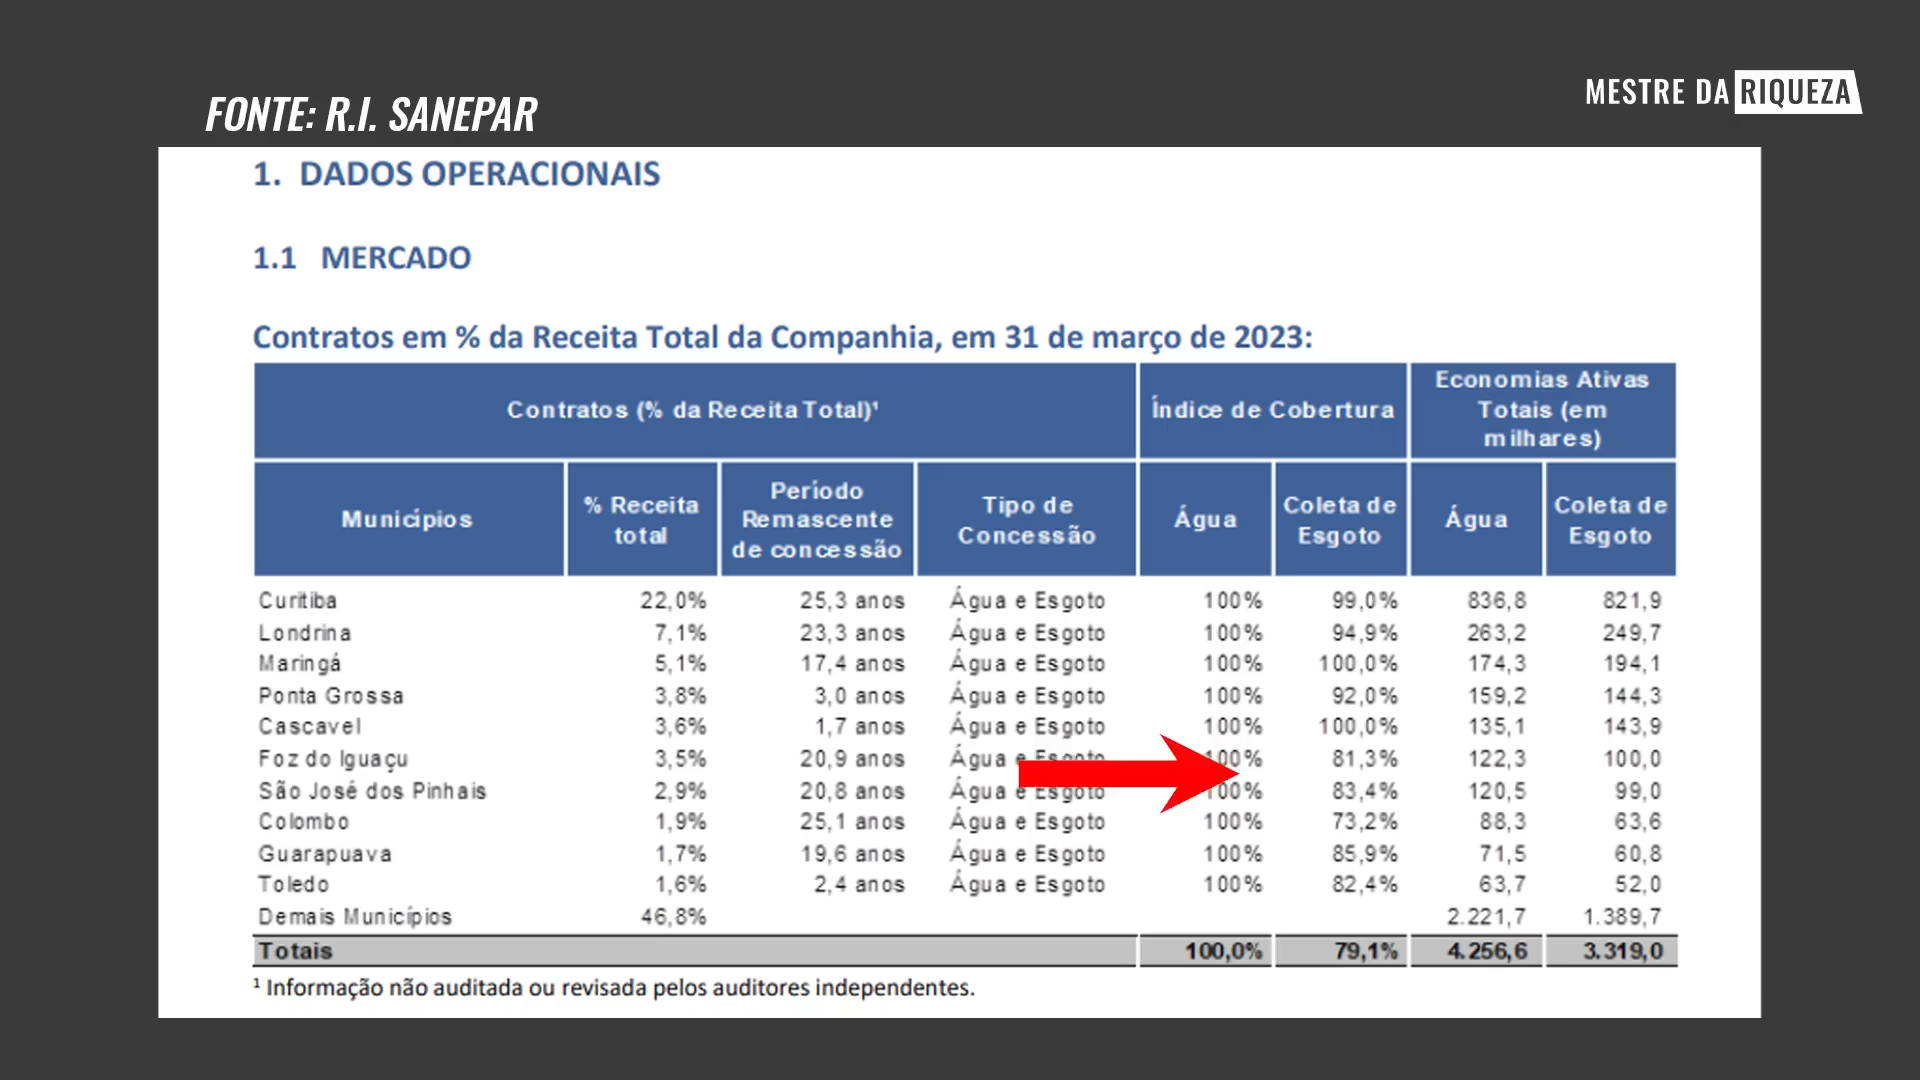 FONTE: R.I. SANEPAR
MESTRE DA RIQUEZA
1. DADOS OPERACIONAIS
1.1 MERCADO
Contratos em % da Receita Total da Companhia, em 31 de março de 2023:
Contratos (% da Receita Total)¹ Índice de Cobertura Economias Ativas Totais (em milhares)
Municípios % Receita total Período Remascente de concessão Tipo de Concessão Água Coleta de Esgoto Água Coleta de Esgoto
Curitiba 22,0% 25,3 anos Água e Esgoto 100% 99,0% 836,8 821,9
Londrina 7,1% 23,3 anos Água e Esgoto 100% 94,9% 263,2 249,7
Maringá 5,1% 17,4 anos Água e Esgoto 100% 100,0% 174,3 194,1
Ponta Grossa 3,8% 3,0 anos Água e Esgoto 100% 92,0% 159,2 144,3
Cascavel 3,6% 1,7 anos Água e Esgoto 100% 100,0% 135,1 143,9
Foz do Iguaçu 3,5% 20,9 anos Água e Esgoto 100% 81,3% 122,3 100,0
São José dos Pinhais 2,9% 20,8 anos Água e Esgoto 100% 83,4% 120,5 99,0
Colombo 1,9% 25,1 anos Água e Esgoto 100% 73,2% 88,3 63,6
Guarapuava 1,7% 19,6 anos Água e Esgoto 100% 85,9% 71,5 60,8
Toledo 1,6% 2,4 anos Água e Esgoto 100% 82,4% 63,7 52,0
Demais Municípios 46,8% 2.221,7 1.389,7
Totais 100,0% 79,1% 4.256,6 3.319,0
¹ Informação não auditada ou revisada pelos auditores independentes.